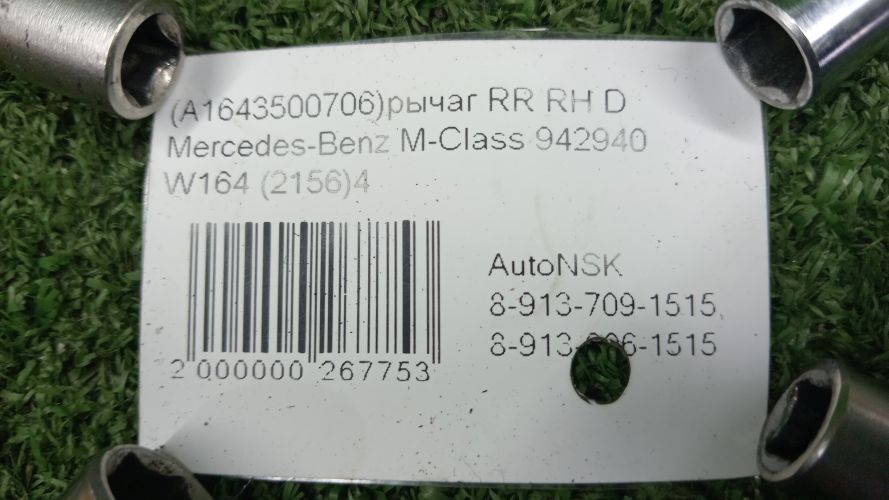 (A1643500706)рычаг RR RH D
Mercedes-Benz M-Class 942940
W164 (2156)4
AutoNSK
8-913-709-1515,
2 000000 267753